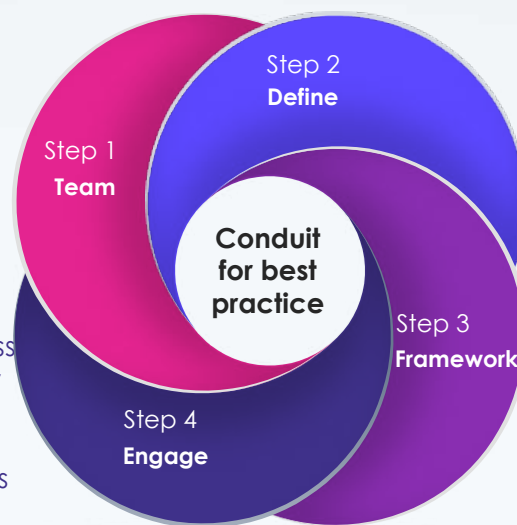 Step 1
Team
Step 2
Define
Conduit
for best
practice
Step 3
Framework
Step 4
Engage